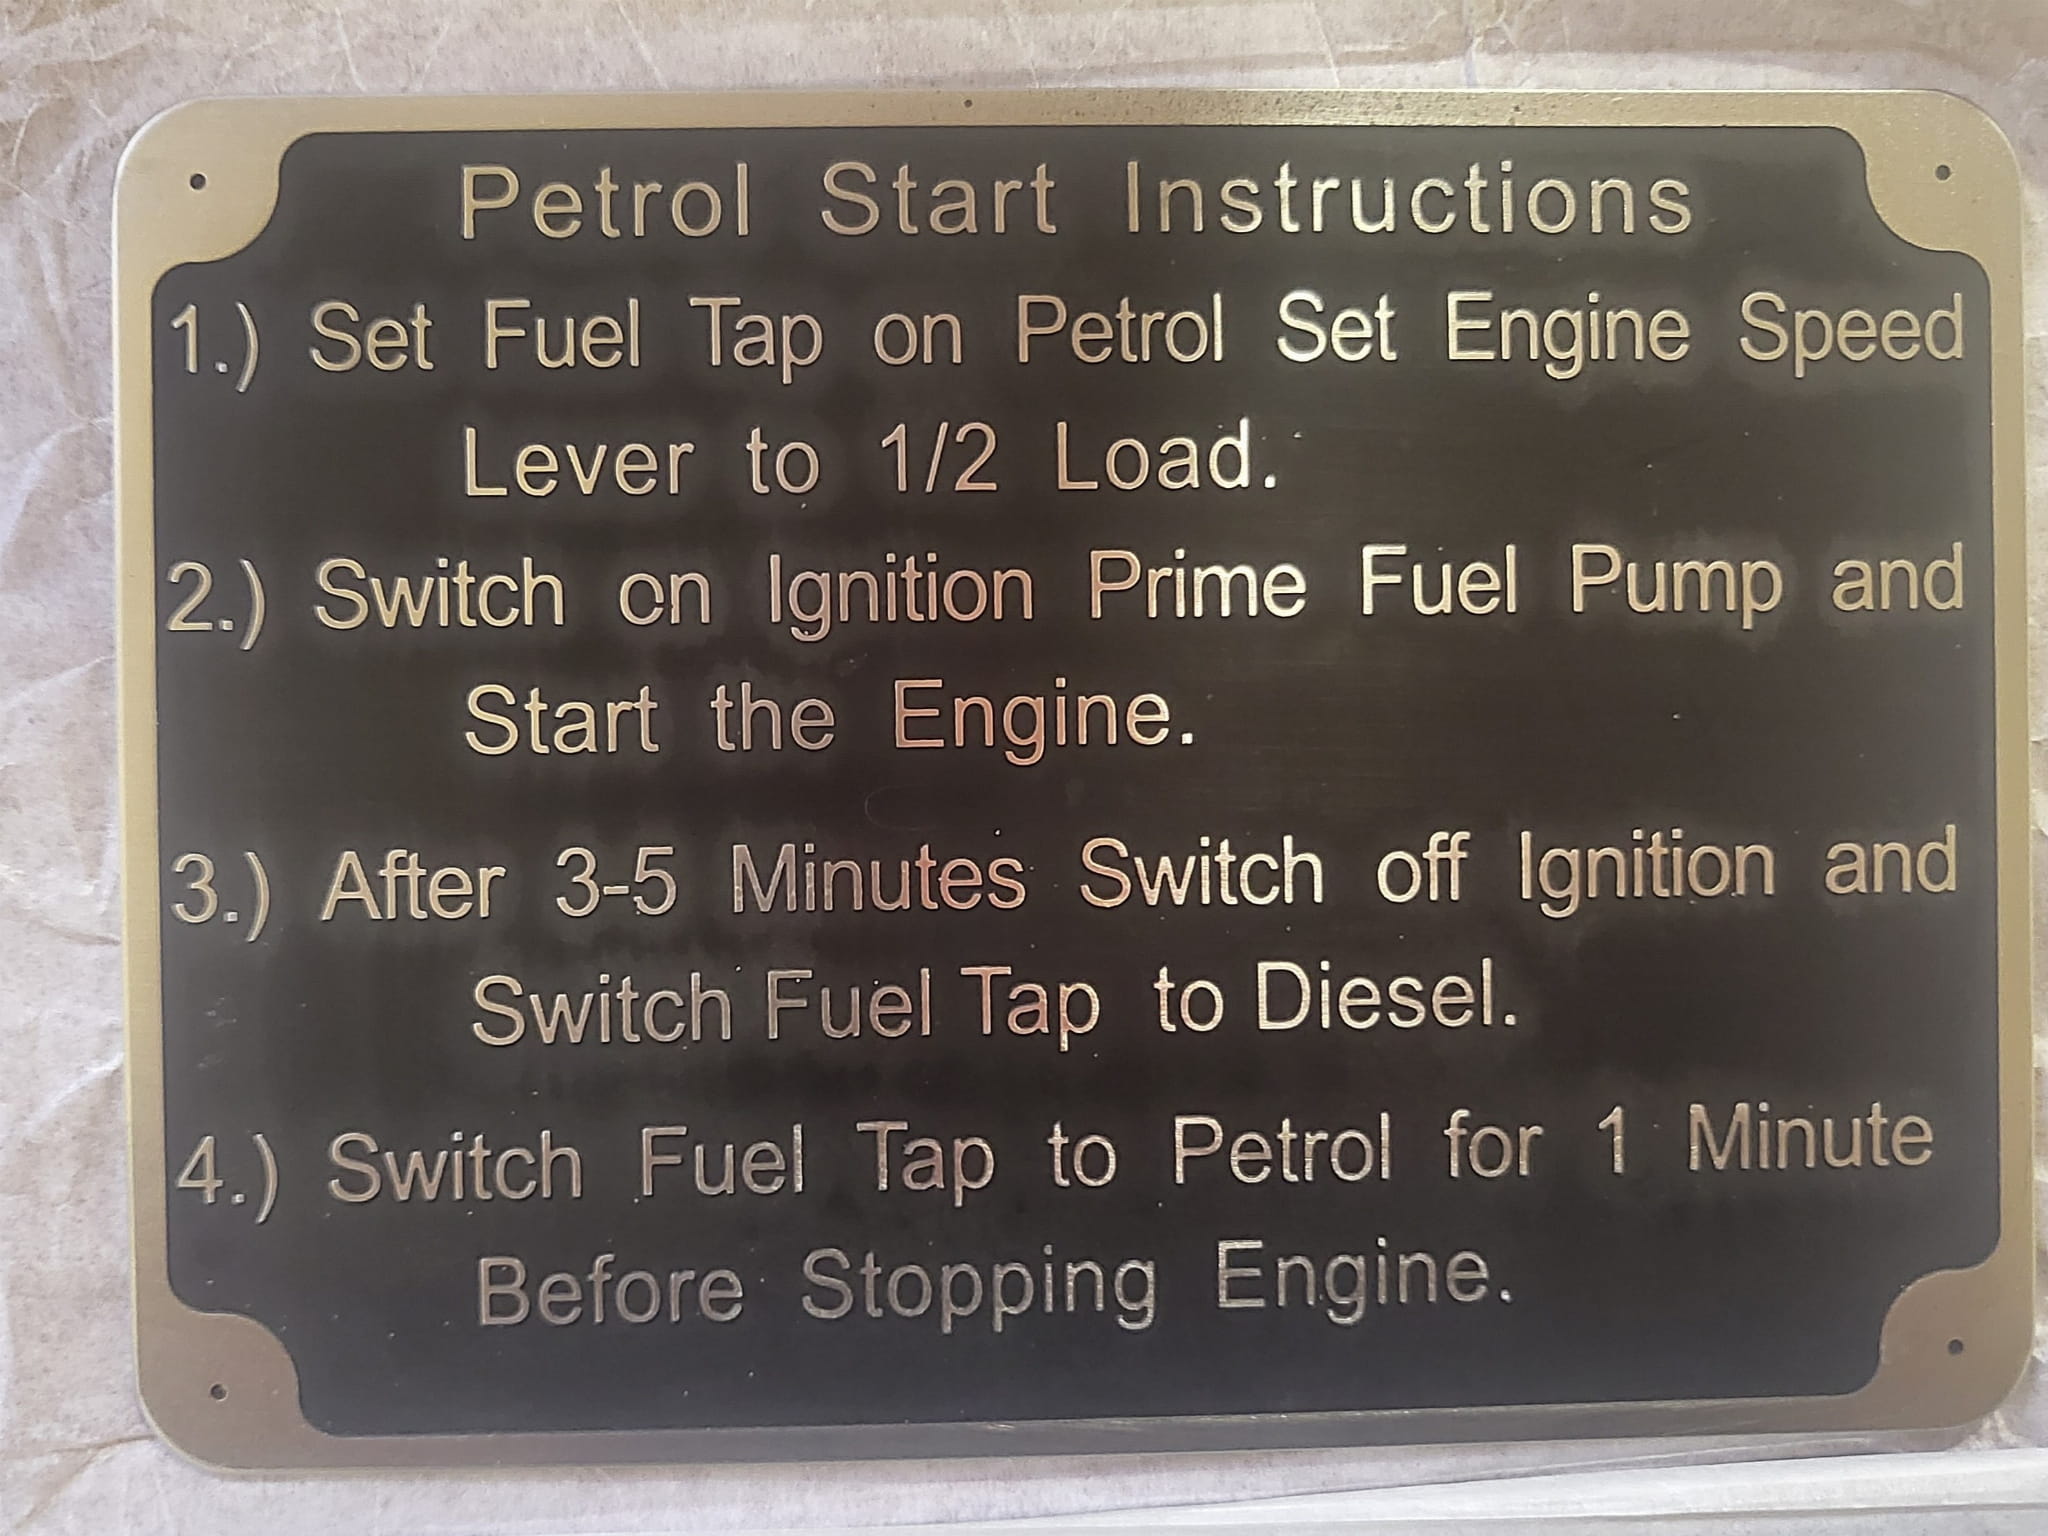 Petrol Start Instructions
1.) Set Fuel Tap on Petrol Set Engine Speed
Lever to 1/2 Load.
2.) Switch on Ignition Prime Fuel Pump and
Start the Engine.
3.) After 3-5 Minutes Switch off Ignition and
Switch Fuel Tap to Diesel.
4.) Switch Fuel Tap to Petrol for 1 Minute
Before Stopping Engine.